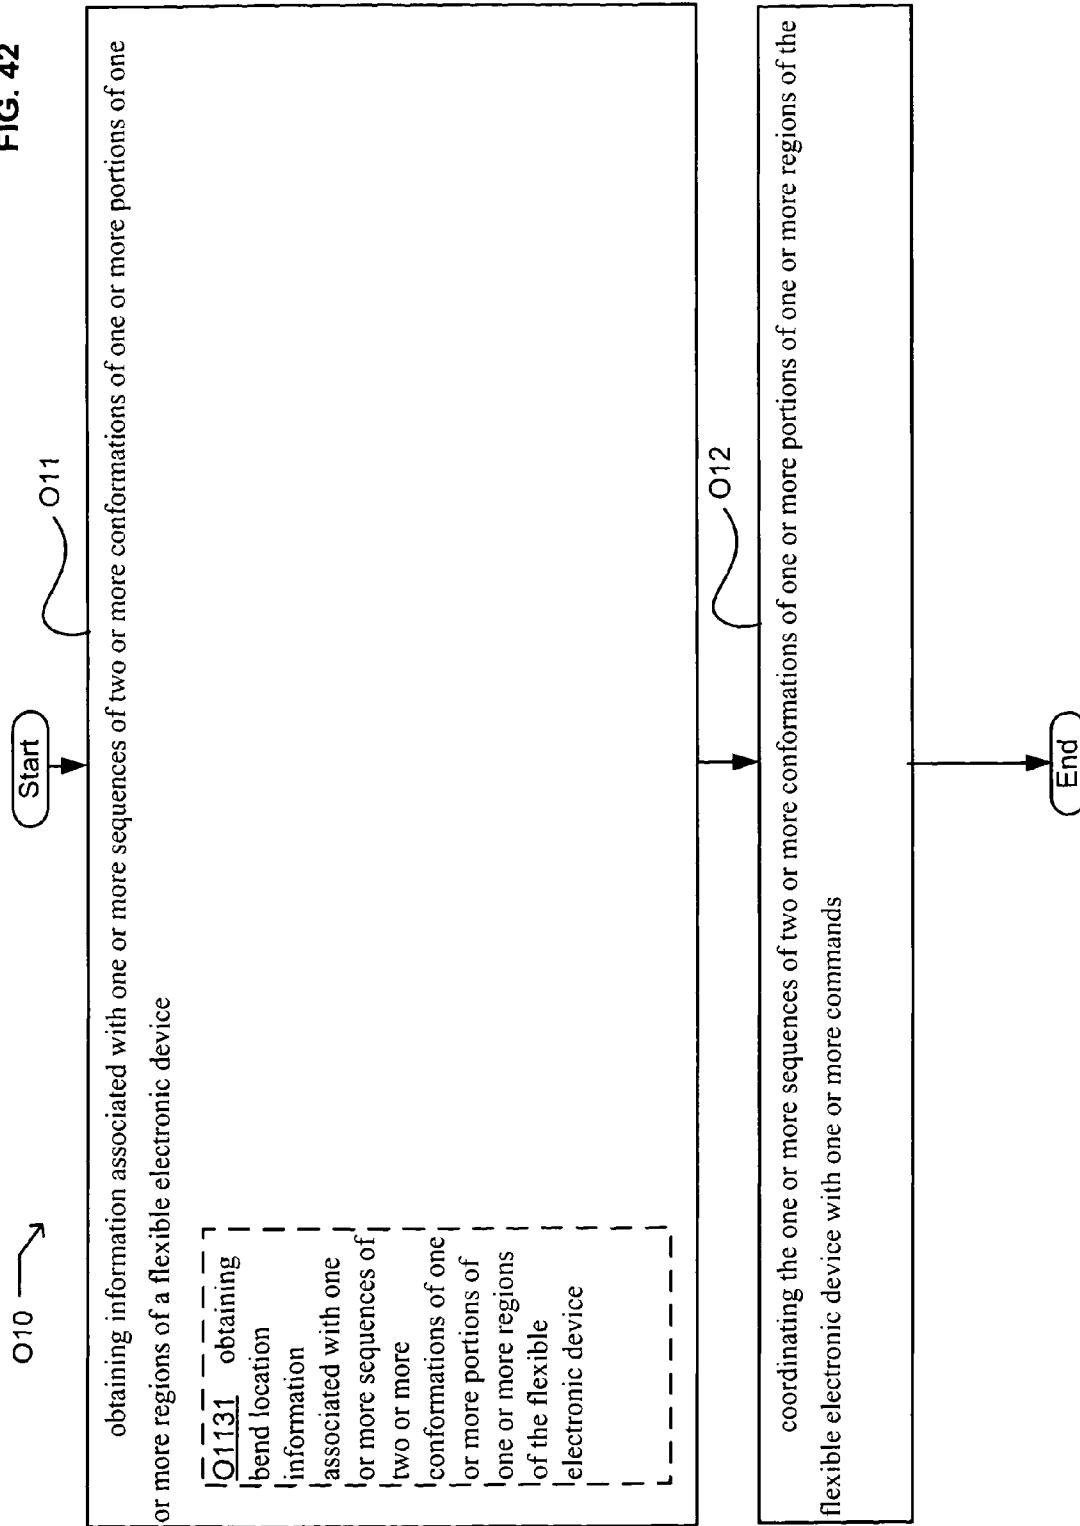 FIG. 42
O10
Start
O11
obtaining information associated with one or more sequences of two or more conformations of one or more portions of one
or more regions of a flexible electronic device
O1131 obtaining
bend location
information
associated with one
or more sequences of
two or more
conformations of one
or more portions of
one or more regions
of the flexible
electronic device
O12
coordinating the one or more sequences of two or more conformations of one or more portions of one or more regions of the
flexible electronic device with one or more commands
End